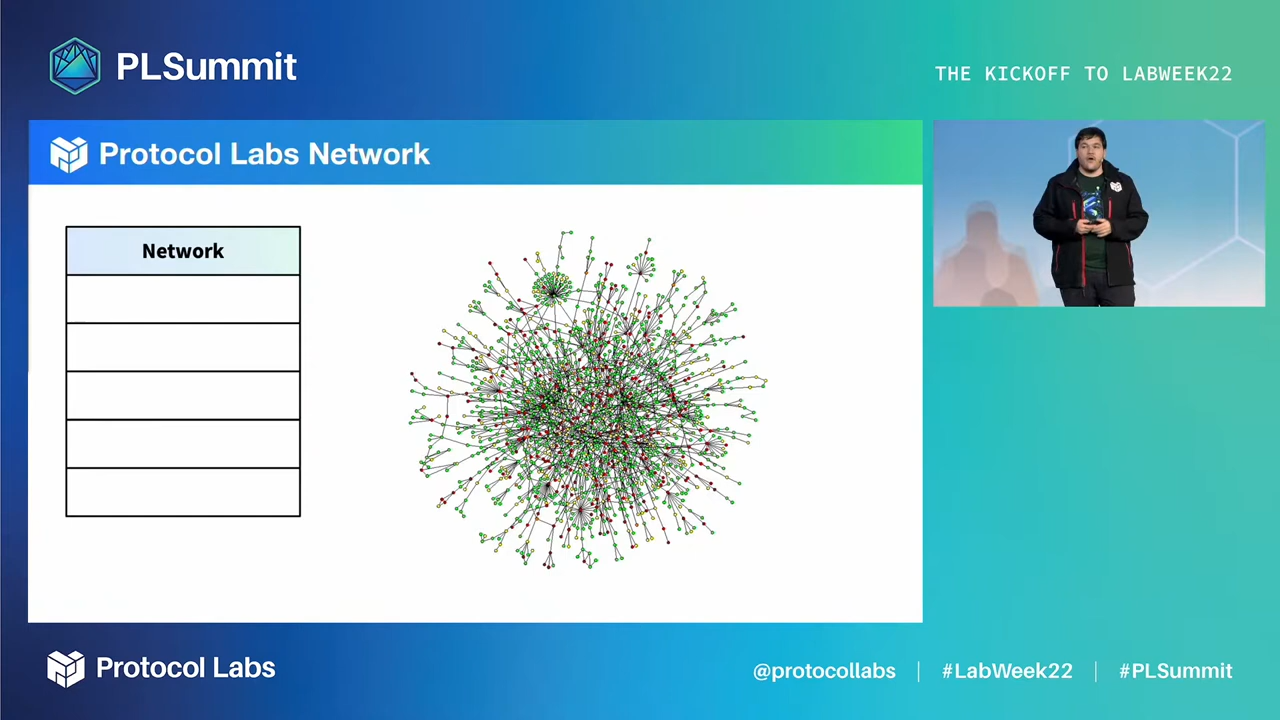 PLSummit
THE KICKOFF TO LABWEEK22
Protocol Labs Network
Network
Protocol Labs
@protocollabs | #LabWeek22 | #PLSummit